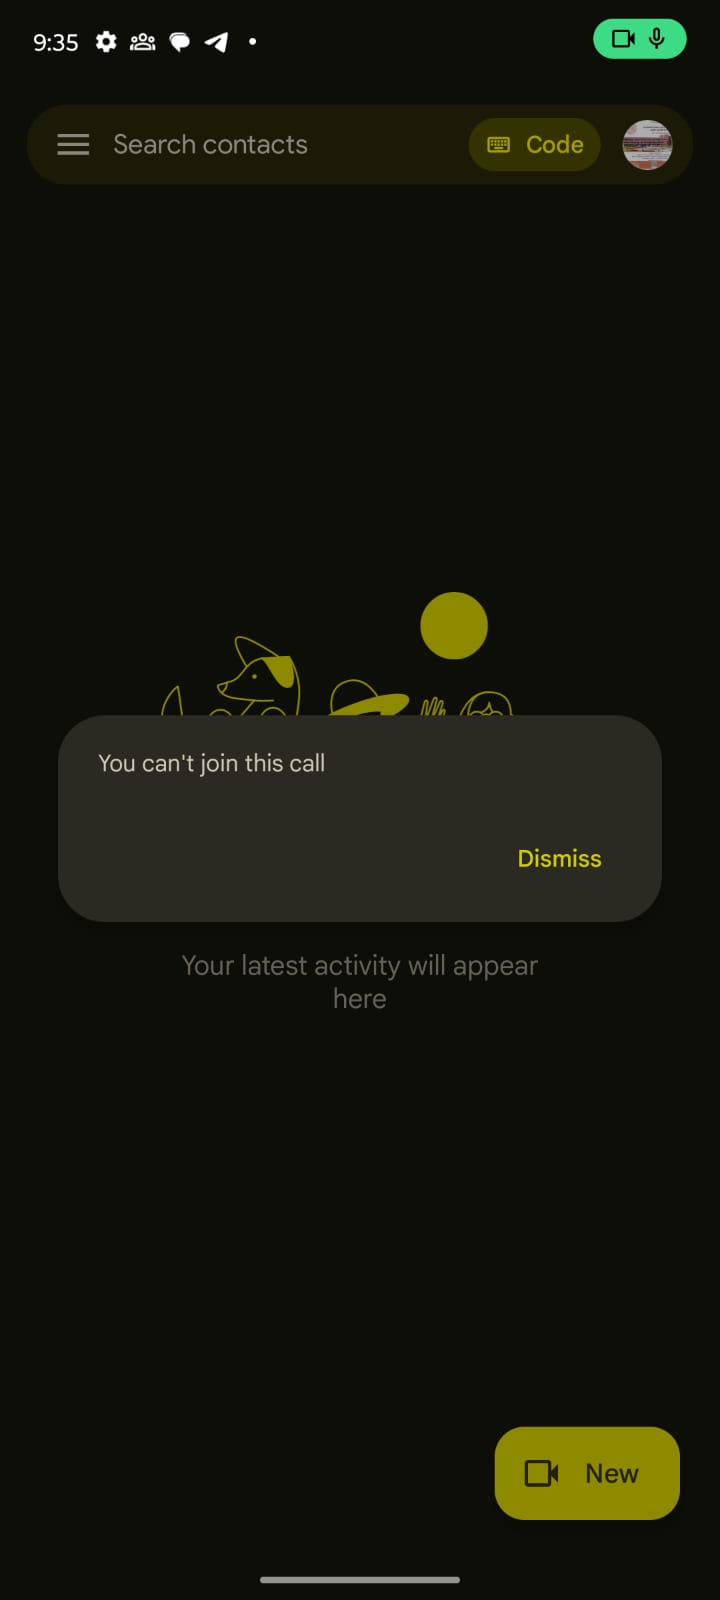 9:35
Search contacts
Code
You can't join this call
Dismiss
Your latest activity will appear
here
New